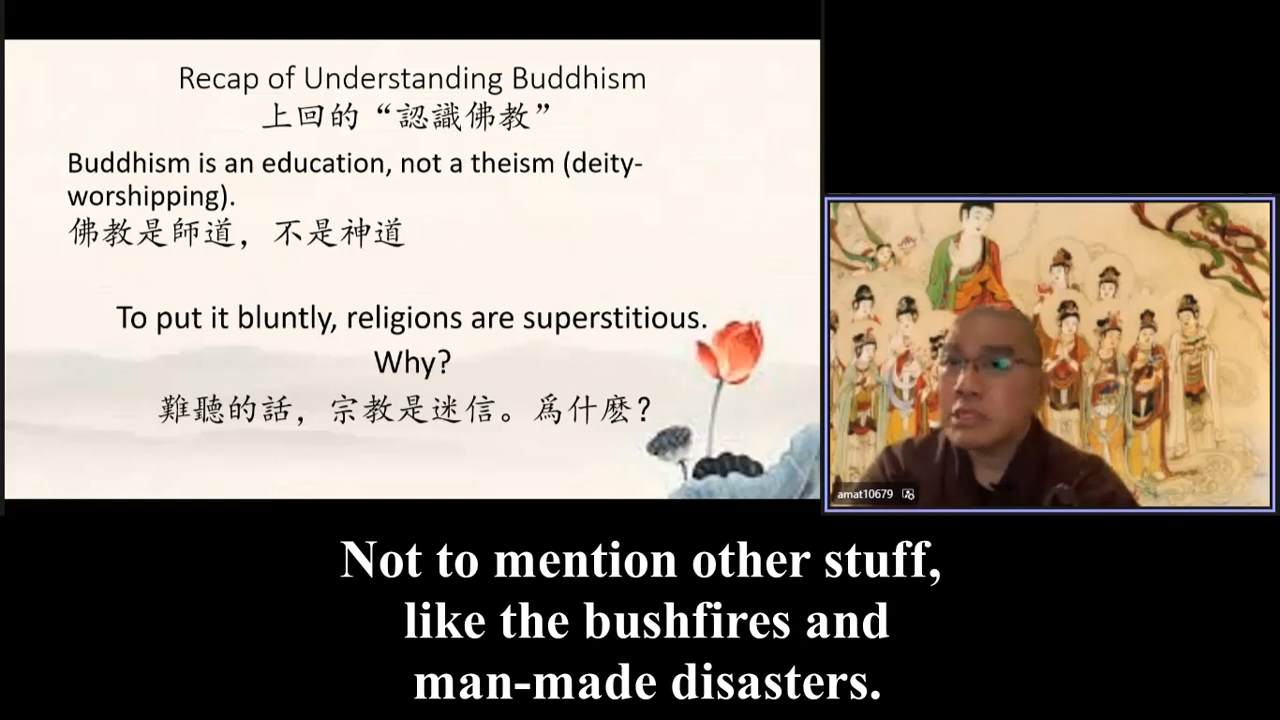 Recap of Understanding Buddhism
上回的“認識佛教”
Buddhism is an education, not a theism (deity-
worshipping).
佛教是師道，不是神道
To put it bluntly, religions are superstitious.
Why?
難聽的話，宗教是迷信。爲什麽？
amat10679
Not to mention other stuff,
like the bushfires and
man-made disasters.